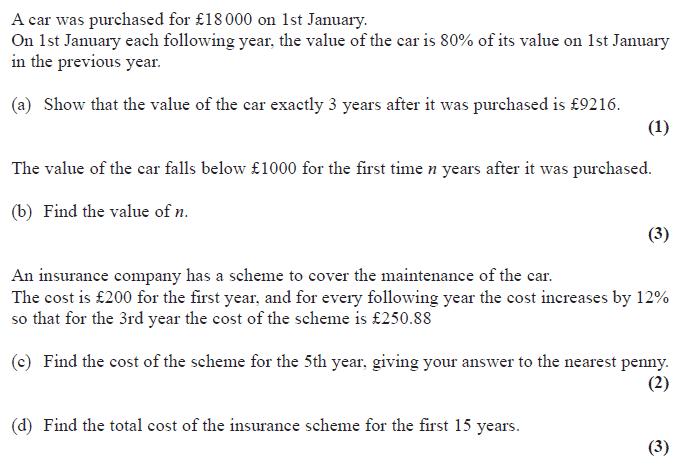 A car was purchased for £18 000 on 1st January.
On 1st January each following year, the value of the car is 80% of its value on 1st January
in the previous year.
(a) Show that the value of the car exactly 3 years after it was purchased is £9216.
(1)
The value of the car falls below £1000 for the first time n years after it was purchased.
(b) Find the value of n.
(3)
An insurance company has a scheme to cover the maintenance of the car.
The cost is £200 for the first year, and for every following year the cost increases by 12%
so that for the 3rd year the cost of the scheme is £250.88
(c) Find the cost of the scheme for the 5th year, giving your answer to the nearest penny.
(2)
(d) Find the total cost of the insurance scheme for the first 15 years.
(3)